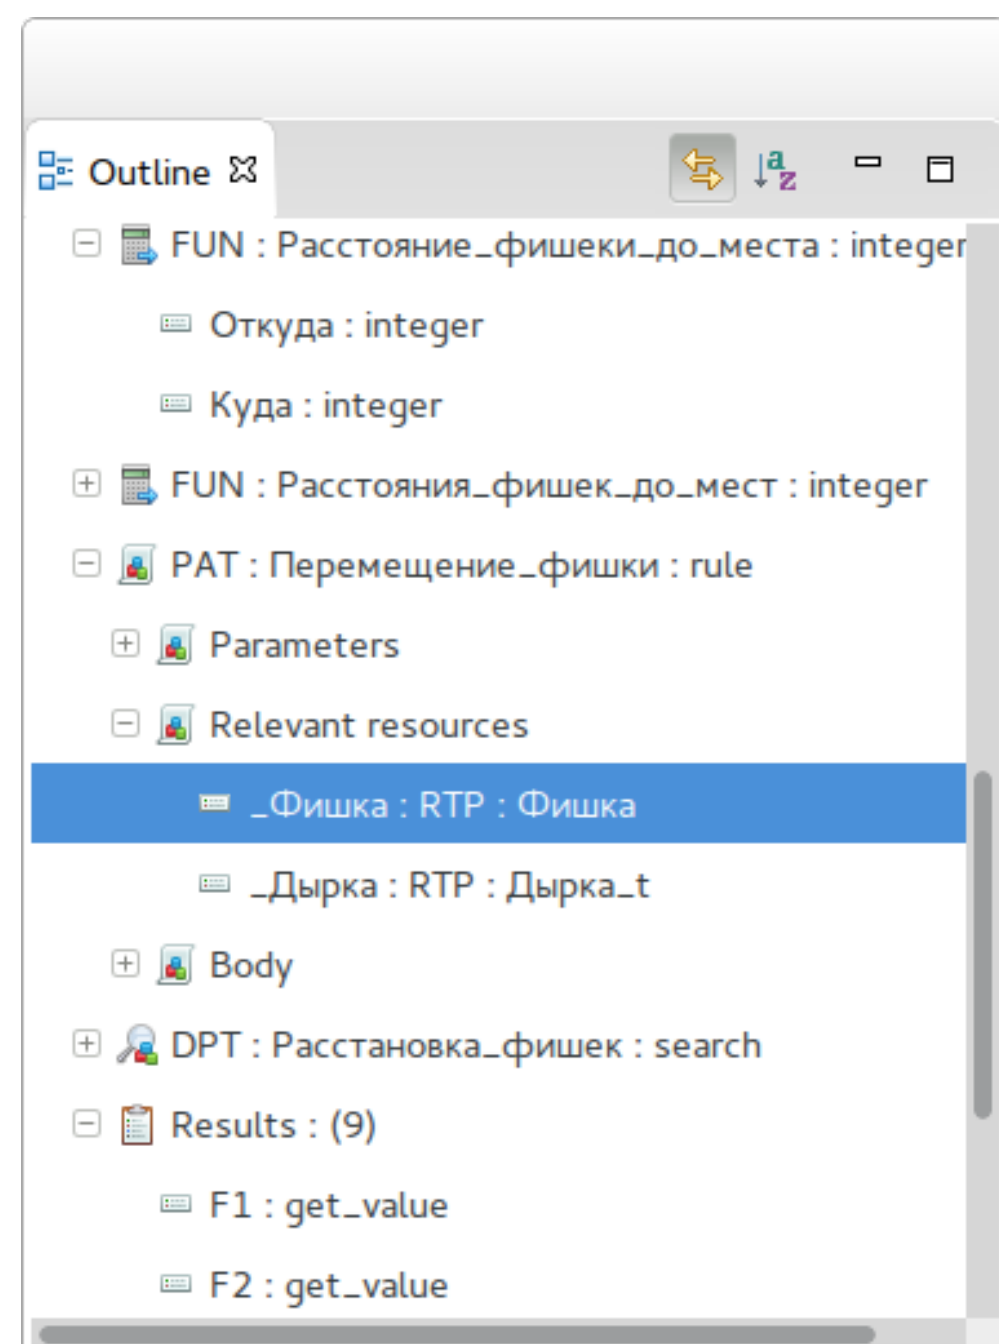 Outline
FUN : Расстояние_фишеки_до_места : integer
Откуда : integer
Куда : integer
FUN : Расстояния_фишек_до_мест : integer
PAT : Перемещение_фишки : rule
Parameters
Relevant resources
_Фишка : RTP : Фишка
_Дырка : RTP : Дырка_t
Body
DPT : Расстановка_фишек : search
Results : (9)
F1 : get_value
F2 : get_value